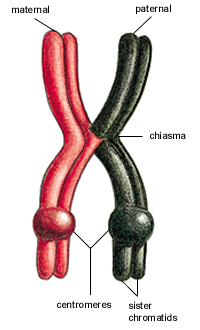 maternal
paternal
chiasma
centromeres
sister
chromatids